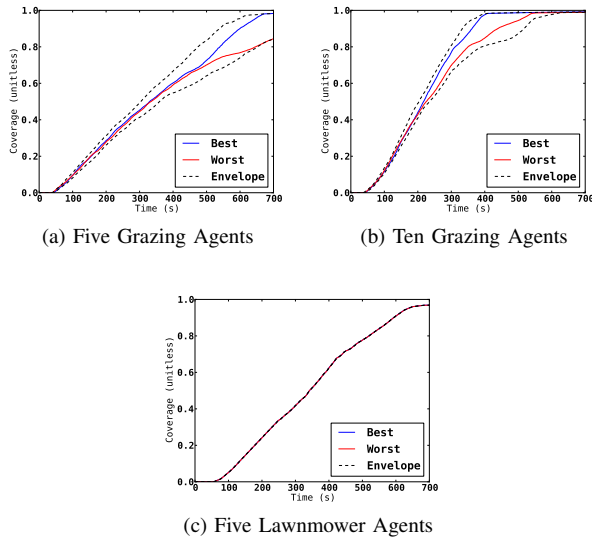 1.0
0.8
0.6
0.4
0.2
0.0
Coverage (unitless)
Best
Worst
Envelope
0 100 200 300 400 500 600 700
Time (s)
(a) Five Grazing Agents
1.0
0.8
0.6
0.4
0.2
0.0
Coverage (unitless)
Best
Worst
Envelope
0 100 200 300 400 500 600 700
Time (s)
(b) Ten Grazing Agents
1.0
0.8
0.6
0.4
0.2
0.0
Coverage (unitless)
Best
Worst
Envelope
0 100 200 300 400 500 600 700
Time (s)
(c) Five Lawnmower Agents